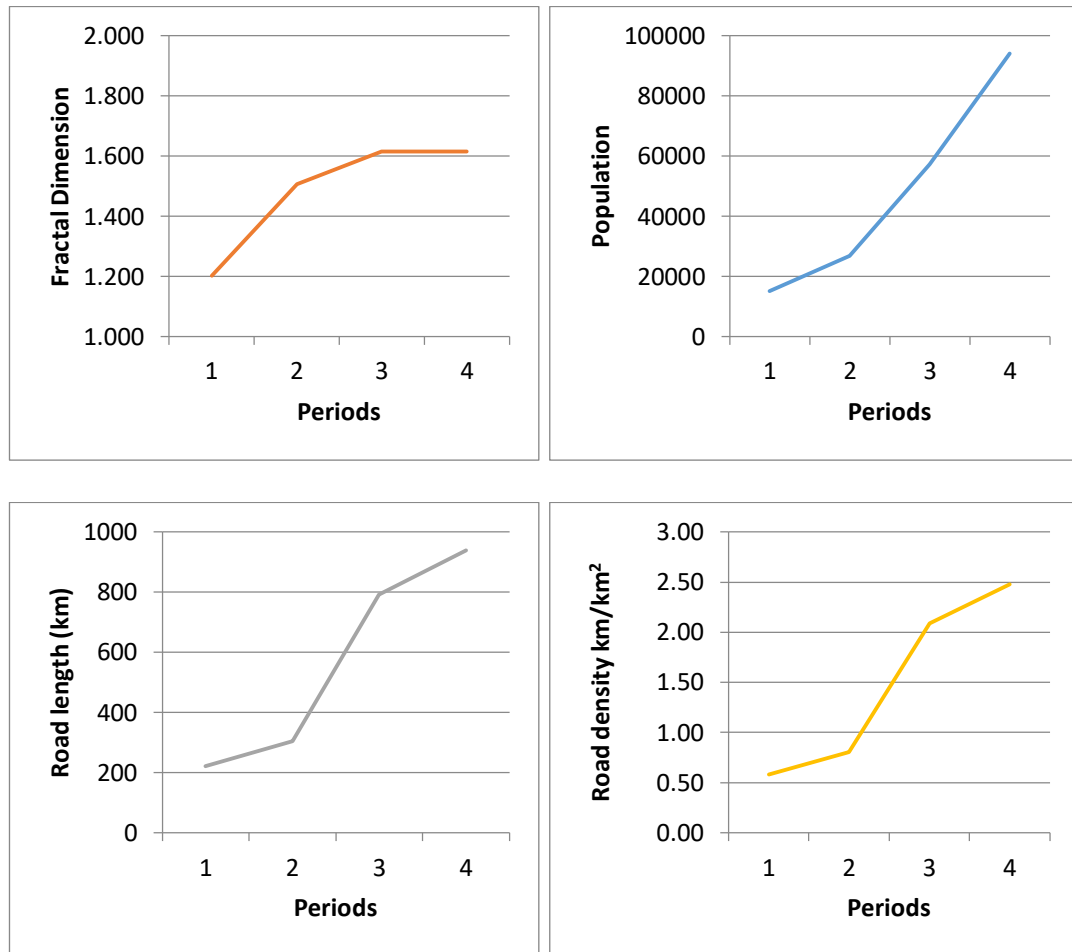 2.000
1.800
1.600
1.400
1.200
1.000
Fractal Dimension
1 2 3 4
Periods
100000
80000
60000
40000
20000
0
Population
1 2 3 4
Periods
1000
800
600
400
200
0
Road length (km)
1 2 3 4
Periods
3.00
2.50
2.00
1.50
1.00
0.50
0.00
Road density km/km²
1 2 3 4
Periods